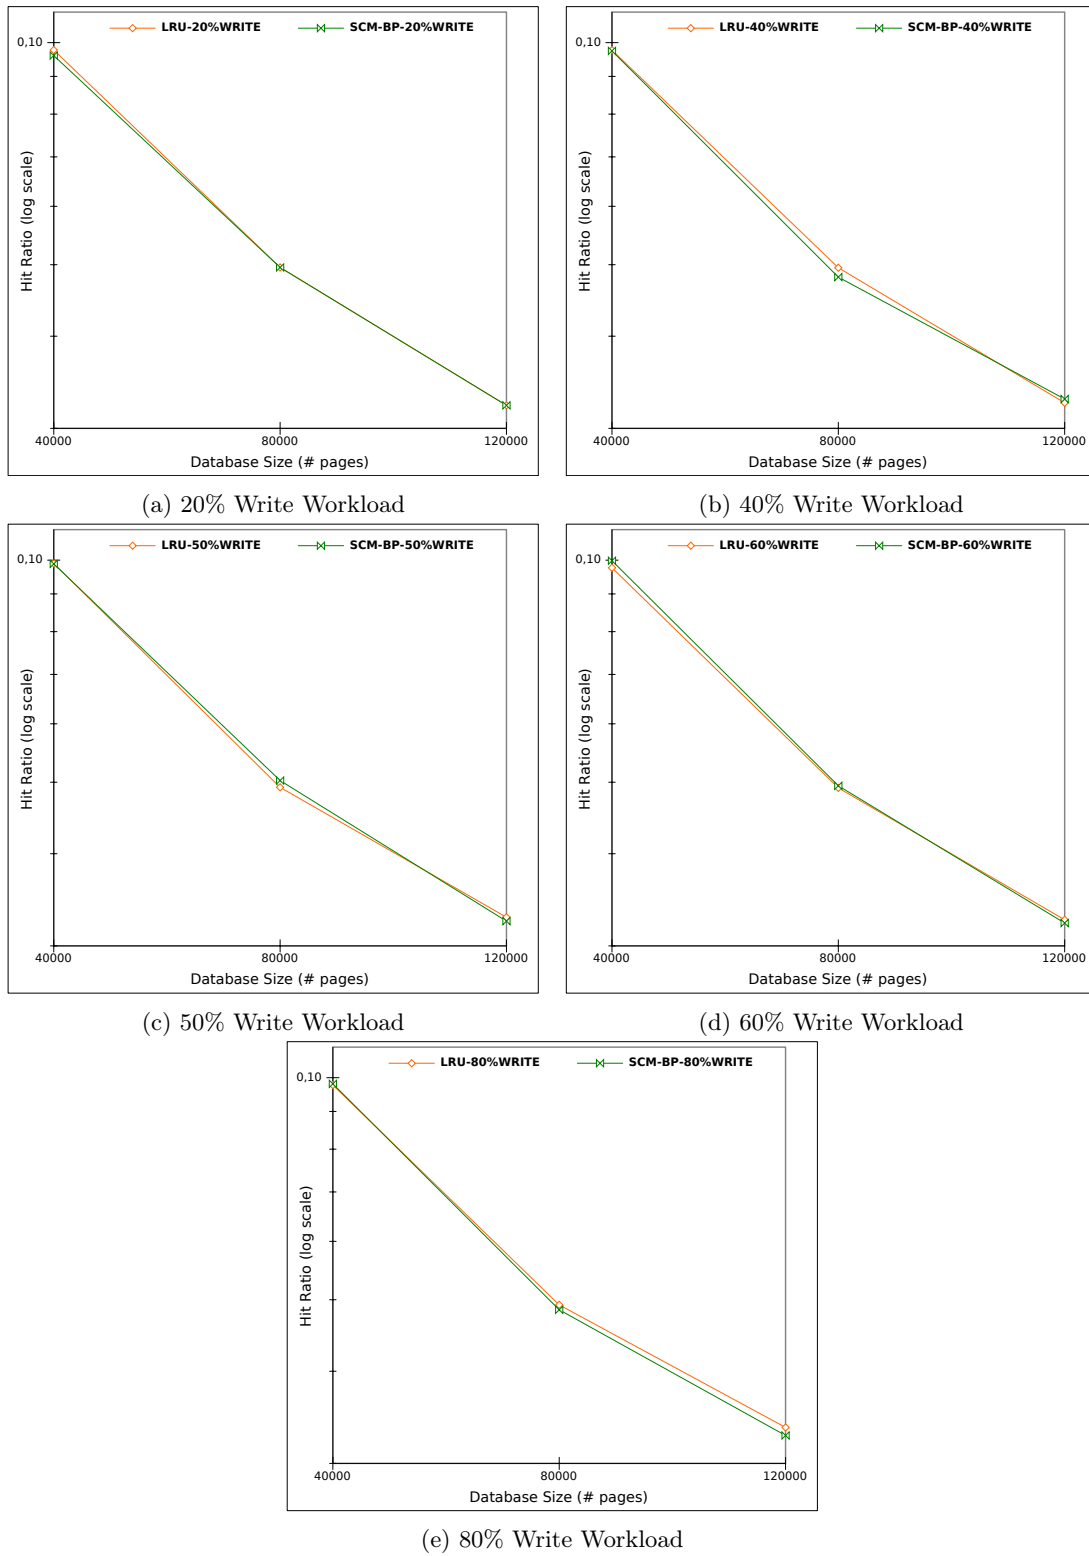 LRU-20%WRITE SCM-BP-20%WRITE
0,10
Hit Ratio (log scale)
40000 80000 120000
Database Size (# pages)
(a) 20% Write Workload
LRU-40%WRITE SCM-BP-40%WRITE
0,10
Hit Ratio (log scale)
40000 80000 120000
Database Size (# pages)
(b) 40% Write Workload
LRU-50%WRITE SCM-BP-50%WRITE
0,10
Hit Ratio (log scale)
40000 80000 120000
Database Size (# pages)
(c) 50% Write Workload
LRU-60%WRITE SCM-BP-60%WRITE
0,10
Hit Ratio (log scale)
40000 80000 120000
Database Size (# pages)
(d) 60% Write Workload
LRU-80%WRITE SCM-BP-80%WRITE
0,10
Hit Ratio (log scale)
40000 80000 120000
Database Size (# pages)
(e) 80% Write Workload